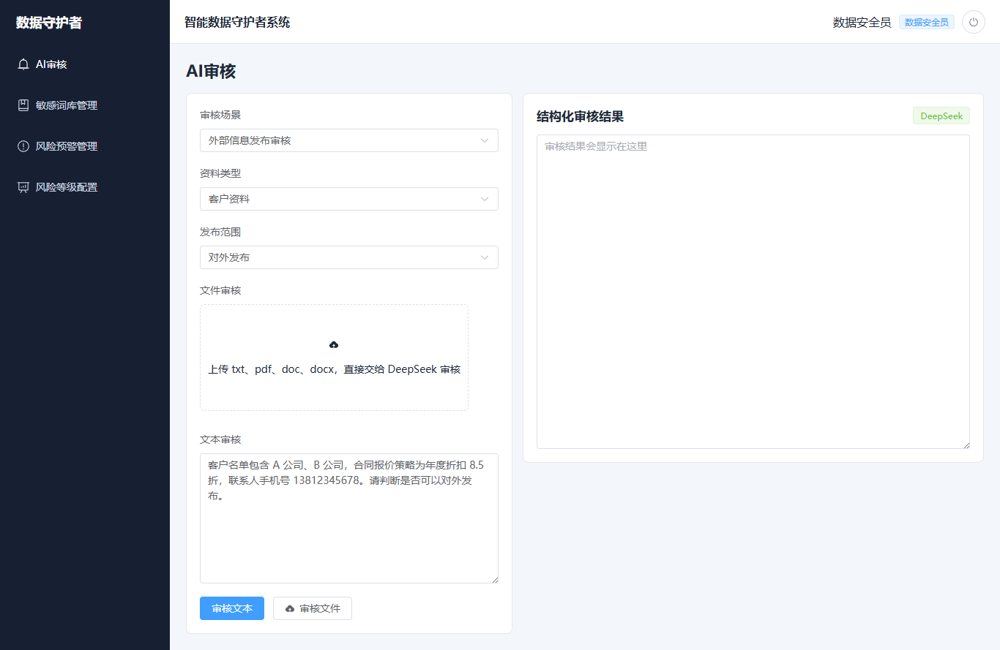 数据守护者
AI审核
敏感词库管理
风险预警管理
风险等级配置
智能数据守护者系统
数据安全员
数据安全员
AI审核
审核场景
外部信息发布审核
资料类型
客户资料
发布范围
对外发布
文件审核
上传 txt、pdf、doc、docx，直接交给 DeepSeek 审核
文本审核
客户名单包含 A 公司、B 公司，合同报价策略为年度折扣 8.5
折，联系人手机号 13812345678。请判断是否可以对外发
布。
审核文本
审核文件
结构化审核结果
DeepSeek
审核结果会显示在这里